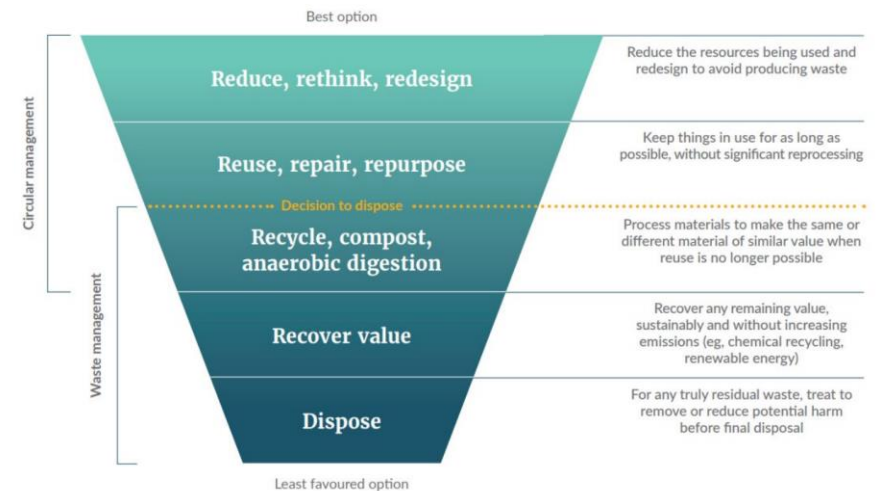 Best option
Circular management
Reduce, rethink, redesign
Reduce the resources being used and
redesign to avoid producing waste
Reuse, repair, repurpose
Keep things in use for as long as
possible, without significant reprocessing
Decision to dispose
Waste management
Recycle, compost,
anaerobic digestion
Process materials to make the same or
different material of similar value when
reuse is no longer possible
Recover value
Recover any remaining value,
sustainably and without increasing
emissions (eg, chemical recycling,
renewable energy)
Dispose
For any truly residual waste, treat to
remove or reduce potential harm
before final disposal
Least favoured option